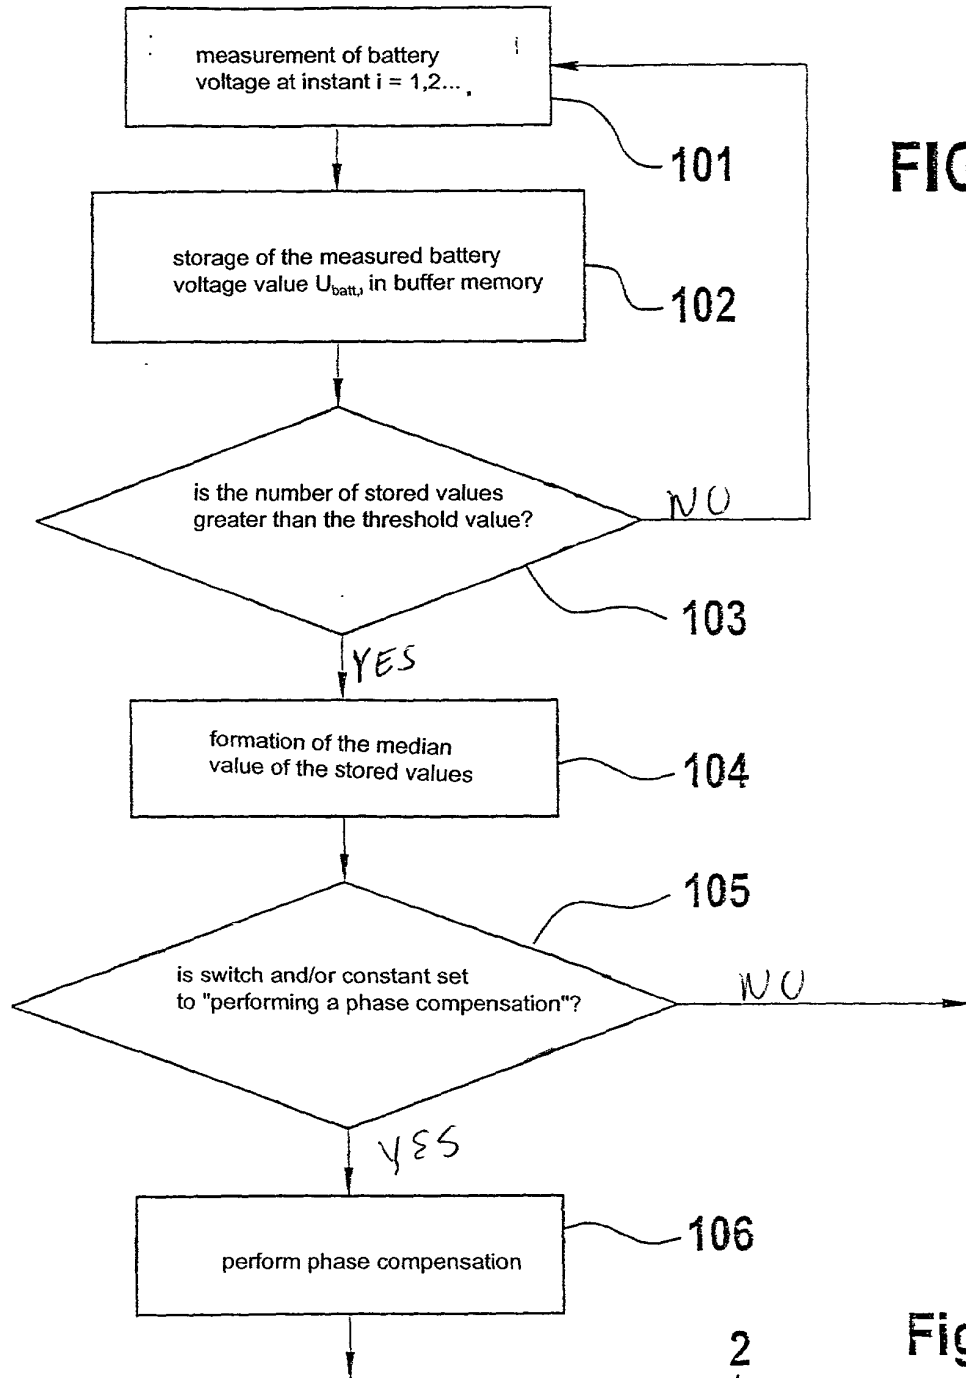 measurement of battery
voltage at instant i = 1,2...
101
FIG
storage of the measured battery
voltage value Ubatt, in buffer memory
102
is the number of stored values
greater than the threshold value?
NO
103
YES
formation of the median
value of the stored values
104
105
is switch and/or constant set
to "performing a phase compensation"?
NO
YES
106
perform phase compensation
2
Fig